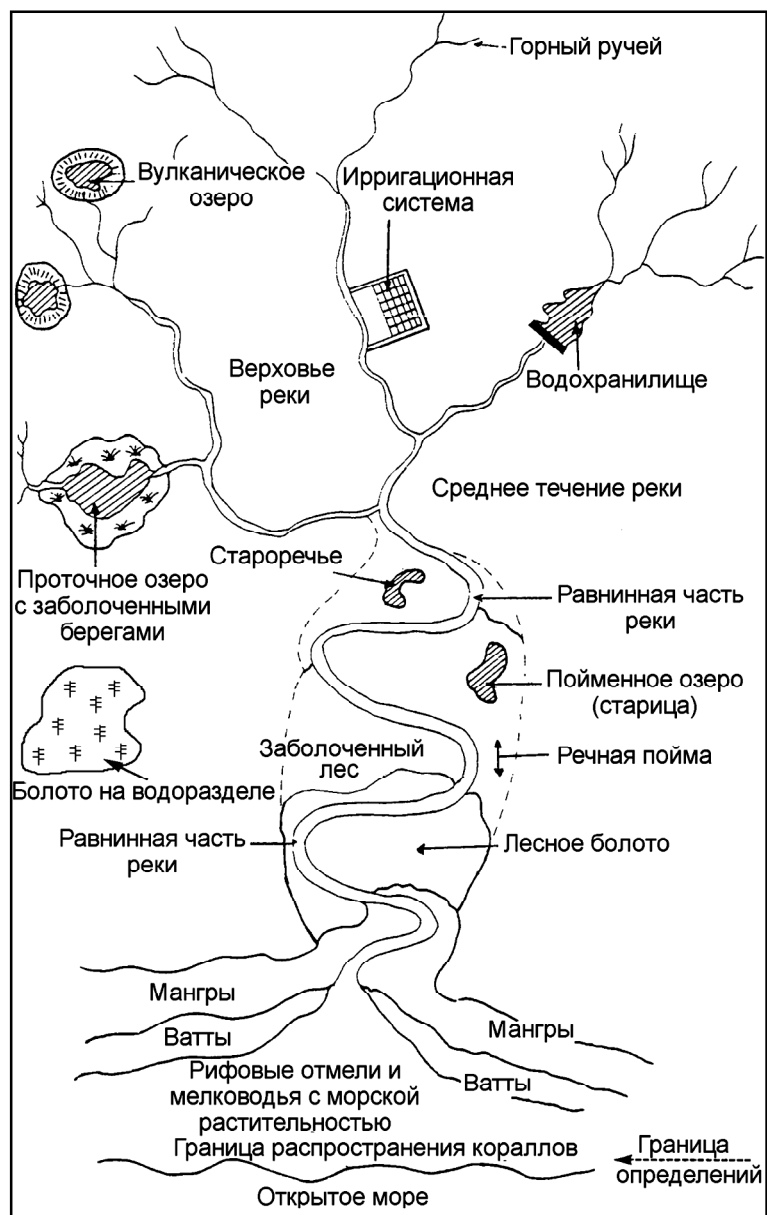 Горный ручей
Вулканическое
озеро
Ирригационная
система
Верховье
реки
Водохранилище
Среднее течение реки
Староречье
Проточное озеро
с заболоченными
берегами
Равнинная часть
реки
Пойменное озеро
(старица)
Заболоченный
лес
Речная пойма
Болото на водоразделе
Равнинная часть
реки
Лесное болото
Мангры
Мангры
Ватты
Ватты
Рифовые отмели и
мелководья с морской
растительностью
Граница распространения кораллов
Граница
определений
Открытое море